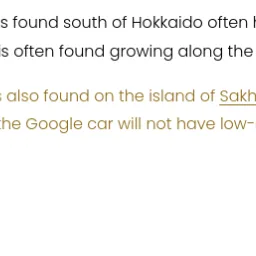 s found south of Hokkaido often
is often found growing along the
also found on the island of Sakh
the Google car will not have low-